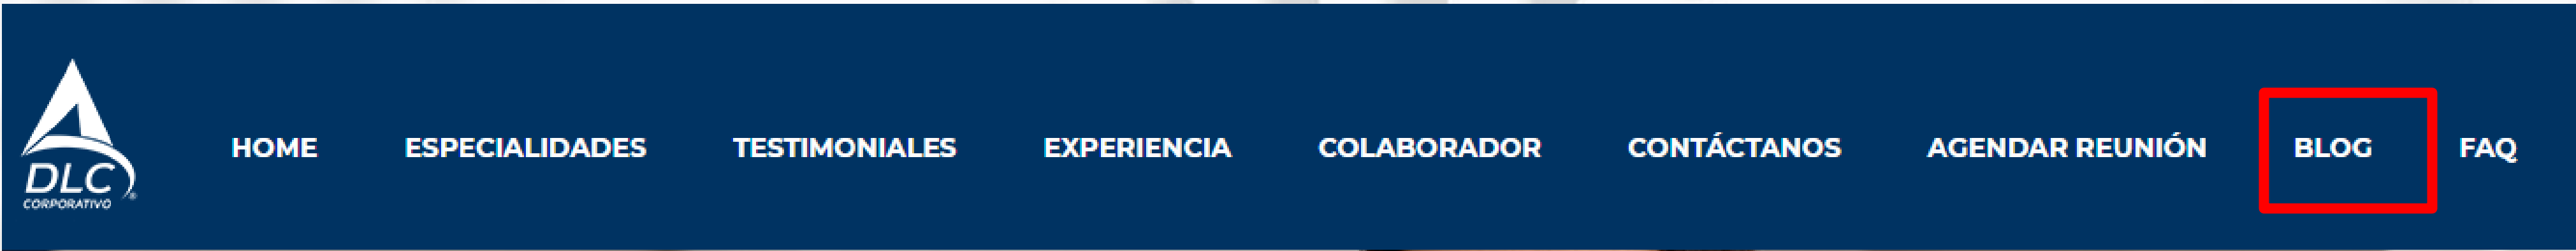 DLC®
CORPORATIVO
HOME ESPECIALIDADES TESTIMONIALES EXPERIENCIA COLABORADOR CONTÁCTANOS AGENDAR REUNIÓN BLOG FAQ